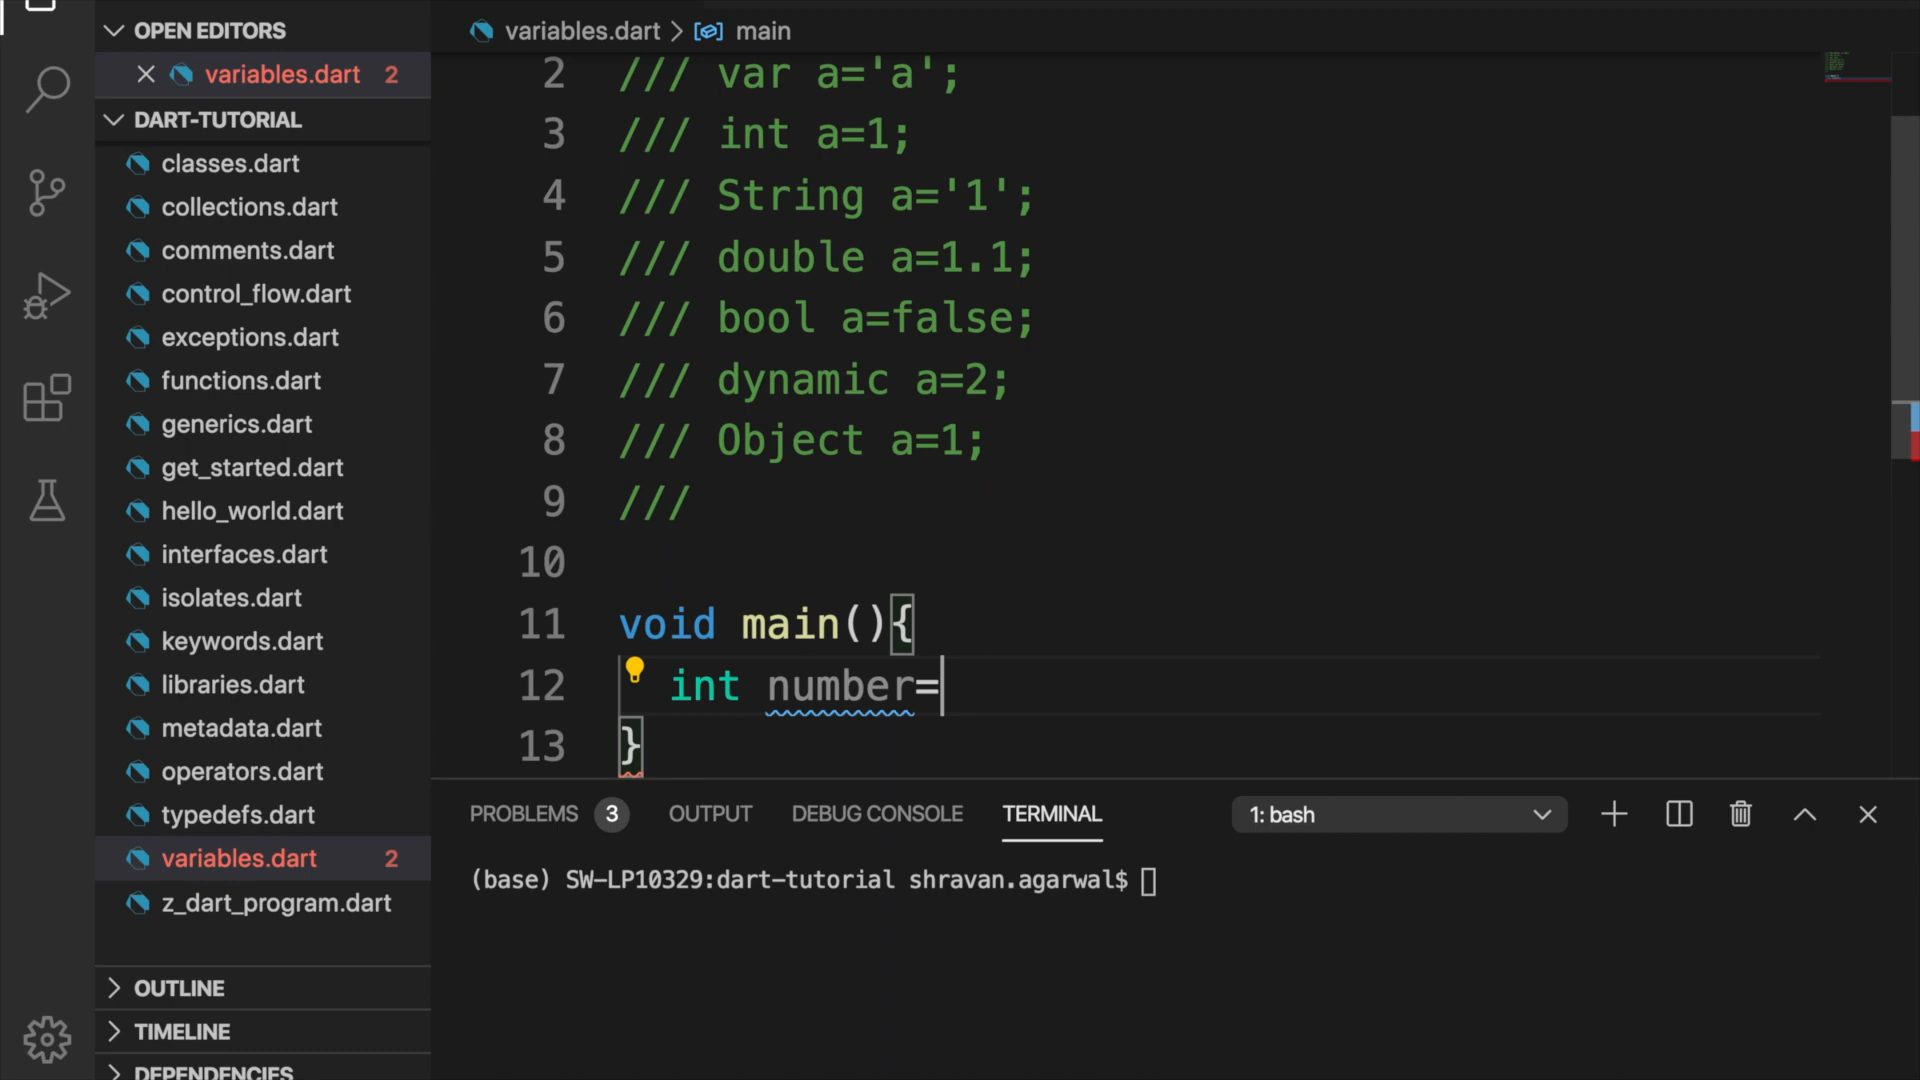 OPEN EDITORS
variables.dart 2
DART-TUTORIAL
classes.dart
collections.dart
comments.dart
control_flow.dart
exceptions.dart
functions.dart
generics.dart
get_started.dart
hello_world.dart
interfaces.dart
isolates.dart
keywords.dart
libraries.dart
metadata.dart
operators.dart
typedefs.dart
variables.dart 2
z_dart_program.dart
OUTLINE
TIMELINE
DEPENDENCIES
variables.dart > main
2 /// var a='a';
3 /// int a=1;
4 /// String a='1';
5 /// double a=1.1;
6 /// bool a=false;
7 /// dynamic a=2;
8 /// Object a=1;
9 ///
10
11 void main(){
12 int number=
13 }
PROBLEMS 3 OUTPUT DEBUG CONSOLE TERMINAL 1: bash
(base) SW-LP10329:dart-tutorial shravan.agarwal$